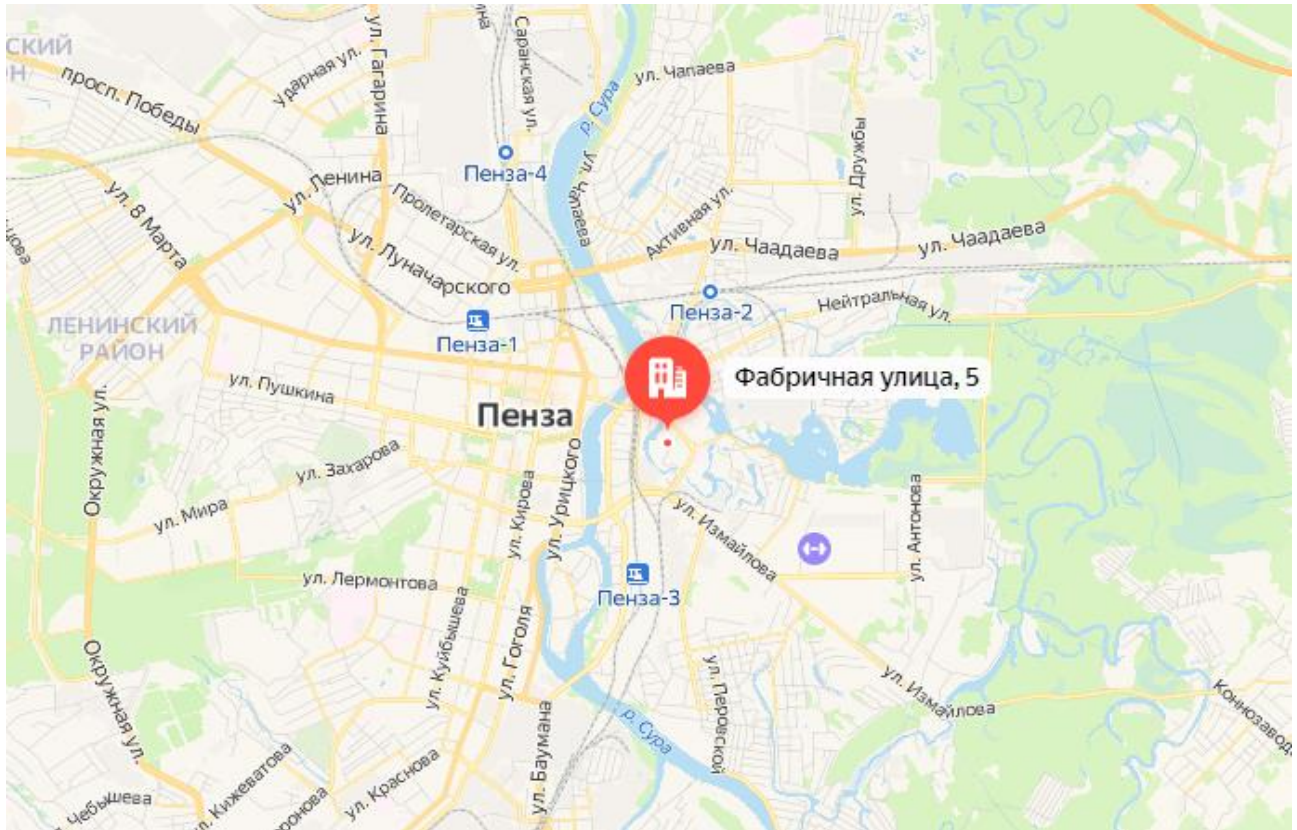 СКИЙ
ОН
просп. Победы
Ударная ул.
ул. Гагарина
Саранская ул.
р. Сура
ул. Чапаева
ул. Чапаева
ул. Дружбы
Пенза-4
ул. Ленина
Пролетарская ул.
ул. 8 Марта
ул. Луначарского
Активная ул.
ул. Чаадаева
ул. Чаадаева
Пенза-2
Нейтральная ул.
ЛЕНИНСКИЙ
РАЙОН
Пенза-1
Фабричная улица, 5
ул. Пушкина
Пенза
Окружная ул.
ул. Захарова
ул. Мира
ул. Кирова
ул. Урицкого
ул. Измайлова
ул. Антонова
ул. Лермонтова
Пенза-3
ул. Куйбышева
ул. Гоголя
Окружная ул.
ул. Перовской
ул. Измайлова
Коннозаводс
р. Сура
ул. Баумана
ул. Краснова
л. Кижеватова
Чебышева